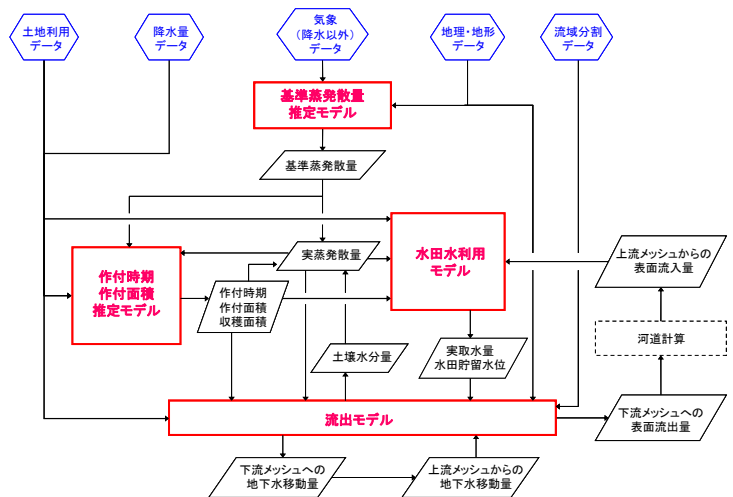 土地利用
データ
降水量
データ
気象
(降水以外)
データ
地理・地形
データ
流域分割
データ
基準蒸発散量
推定モデル
基準蒸発散量
作付時期
作付面積
推定モデル
実蒸発散量
水田水利用
モデル
上流メッシュからの
表面流入量
作付時期
作付面積
収穫面積
土壌水分量
実取水量
水田貯留水位
河道計算
流出モデル
下流メッシュへの
表面流出量
下流メッシュへの
地下水移動量
上流メッシュからの
地下水移動量